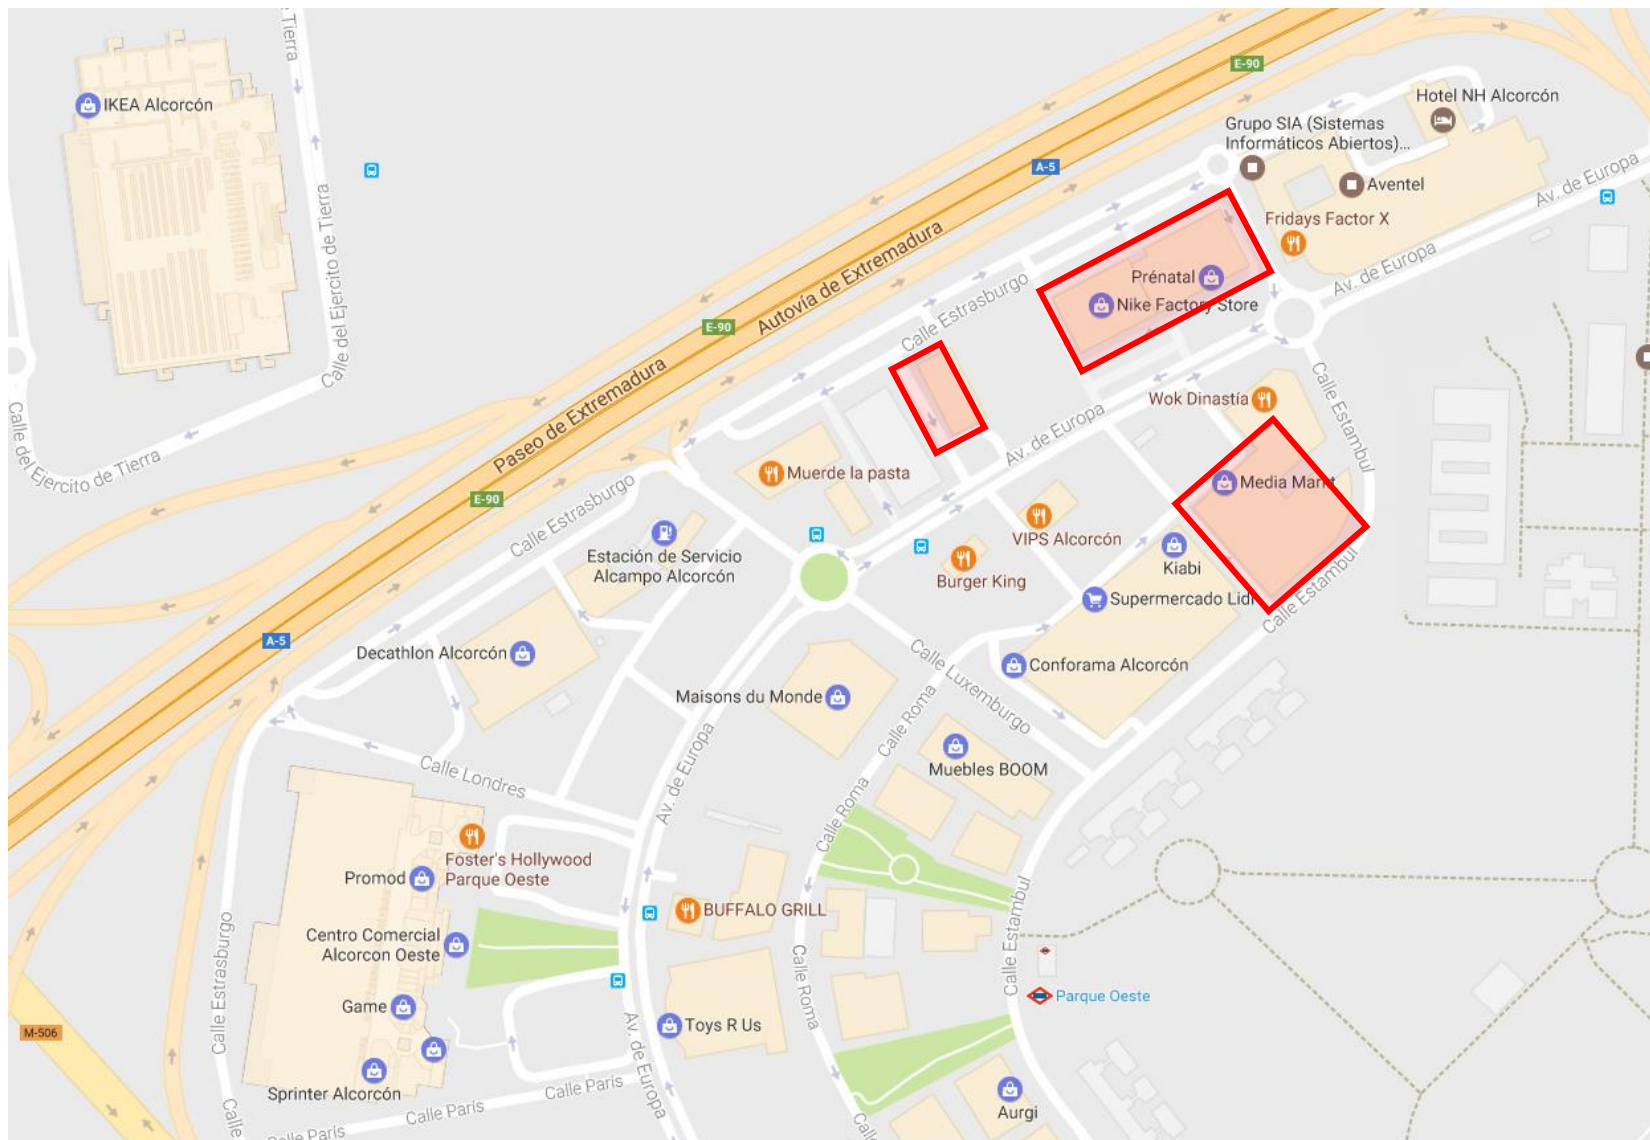 Tierra
E-90
IKEA Alcorcón
Hotel NH Alcorcón
Grupo SIA (Sistemas
Informáticos Abiertos)...
A-5
Aventel
Av. de Europa
Calle del Ejercito de Tierra
Fridays Factor X
Autovía de Extremadura
Av. de Europa
Prénatal
Nike Factory Store
Calle Estrasburgo
E-90
Paseo de Extremadura
Calle del Ejercito de Tierra
Wok Dinastía
Calle Estambul
Av. de Europa
Muerde la pasta
Media Markt
E-90
Calle Estrasburgo
VIPS Alcorcón
Estación de Servicio
Alcampo Alcorcón
Burger King
Kiabi
Supermercado Lidl
Calle Estambul
A-5
Decathlon Alcorcón
Calle Luxemburgo
Conforama Alcorcón
Maisons du Monde
Calle Roma
Muebles BOOM
Calle Londres
Av. de Europa
Calle Roma
Foster's Hollywood
Parque Oeste
Promod
BUFFALO GRILL
Centro Comercial
Alcorcon Oeste
Calle Estambul
Calle Estrasburgo
Calle Roma
Parque Oeste
Game
M-506
Toys R Us
Av. de Europa
Sprinter Alcorcón
Calle París
Calle París
Calle París
Calle
Aurgi